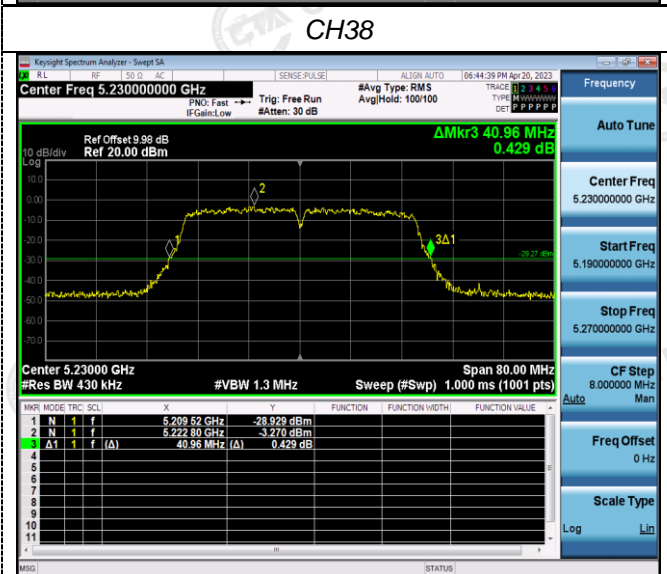 CH38
Keysight Spectrum Analyzer - Swept SA
RL RF 50 Ω AC SENSE:PULSE ALIGN AUTO 06:44:39 PM Apr 20, 2023
Center Freq 5.230000000 GHz
PNO: Fast
IFGain:Low
Trig: Free Run
#Atten: 30 dB
#Avg Type: RMS
Avg|Hold: 100/100
TRACE 1 2 3 4 5 6
TYPE M W W W W W
DET P P P P P P
Ref Offset 9.98 dB
10 dB/div Ref 20.00 dBm
Log
ΔMkr3 40.96 MHz
0.429 dB
10.0
0.00
-10.0
-20.0
-30.0
-40.0
-50.0
-60.0
-70.0
1
2
3Δ1
-29.27 dBm
Center 5.23000 GHz Span 80.00 MHz
#Res BW 430 kHz #VBW 1.3 MHz Sweep (#Swp) 1.000 ms (1001 pts)
MKR MODE TRC SCL X Y FUNCTION FUNCTION WIDTH FUNCTION VALUE
1 N 1 f 5.209 52 GHz -28.929 dBm
2 N 1 f 5.222 80 GHz -3.270 dBm
3 Δ1 1 f (Δ) 40.96 MHz (Δ) 0.429 dB
4
5
6
7
8
9
10
11
MSG STATUS
Frequency
Auto Tune
Center Freq
5.230000000 GHz
Start Freq
5.190000000 GHz
Stop Freq
5.270000000 GHz
CF Step
8.000000 MHz
Auto Man
Freq Offset
0 Hz
Scale Type
Log Lin